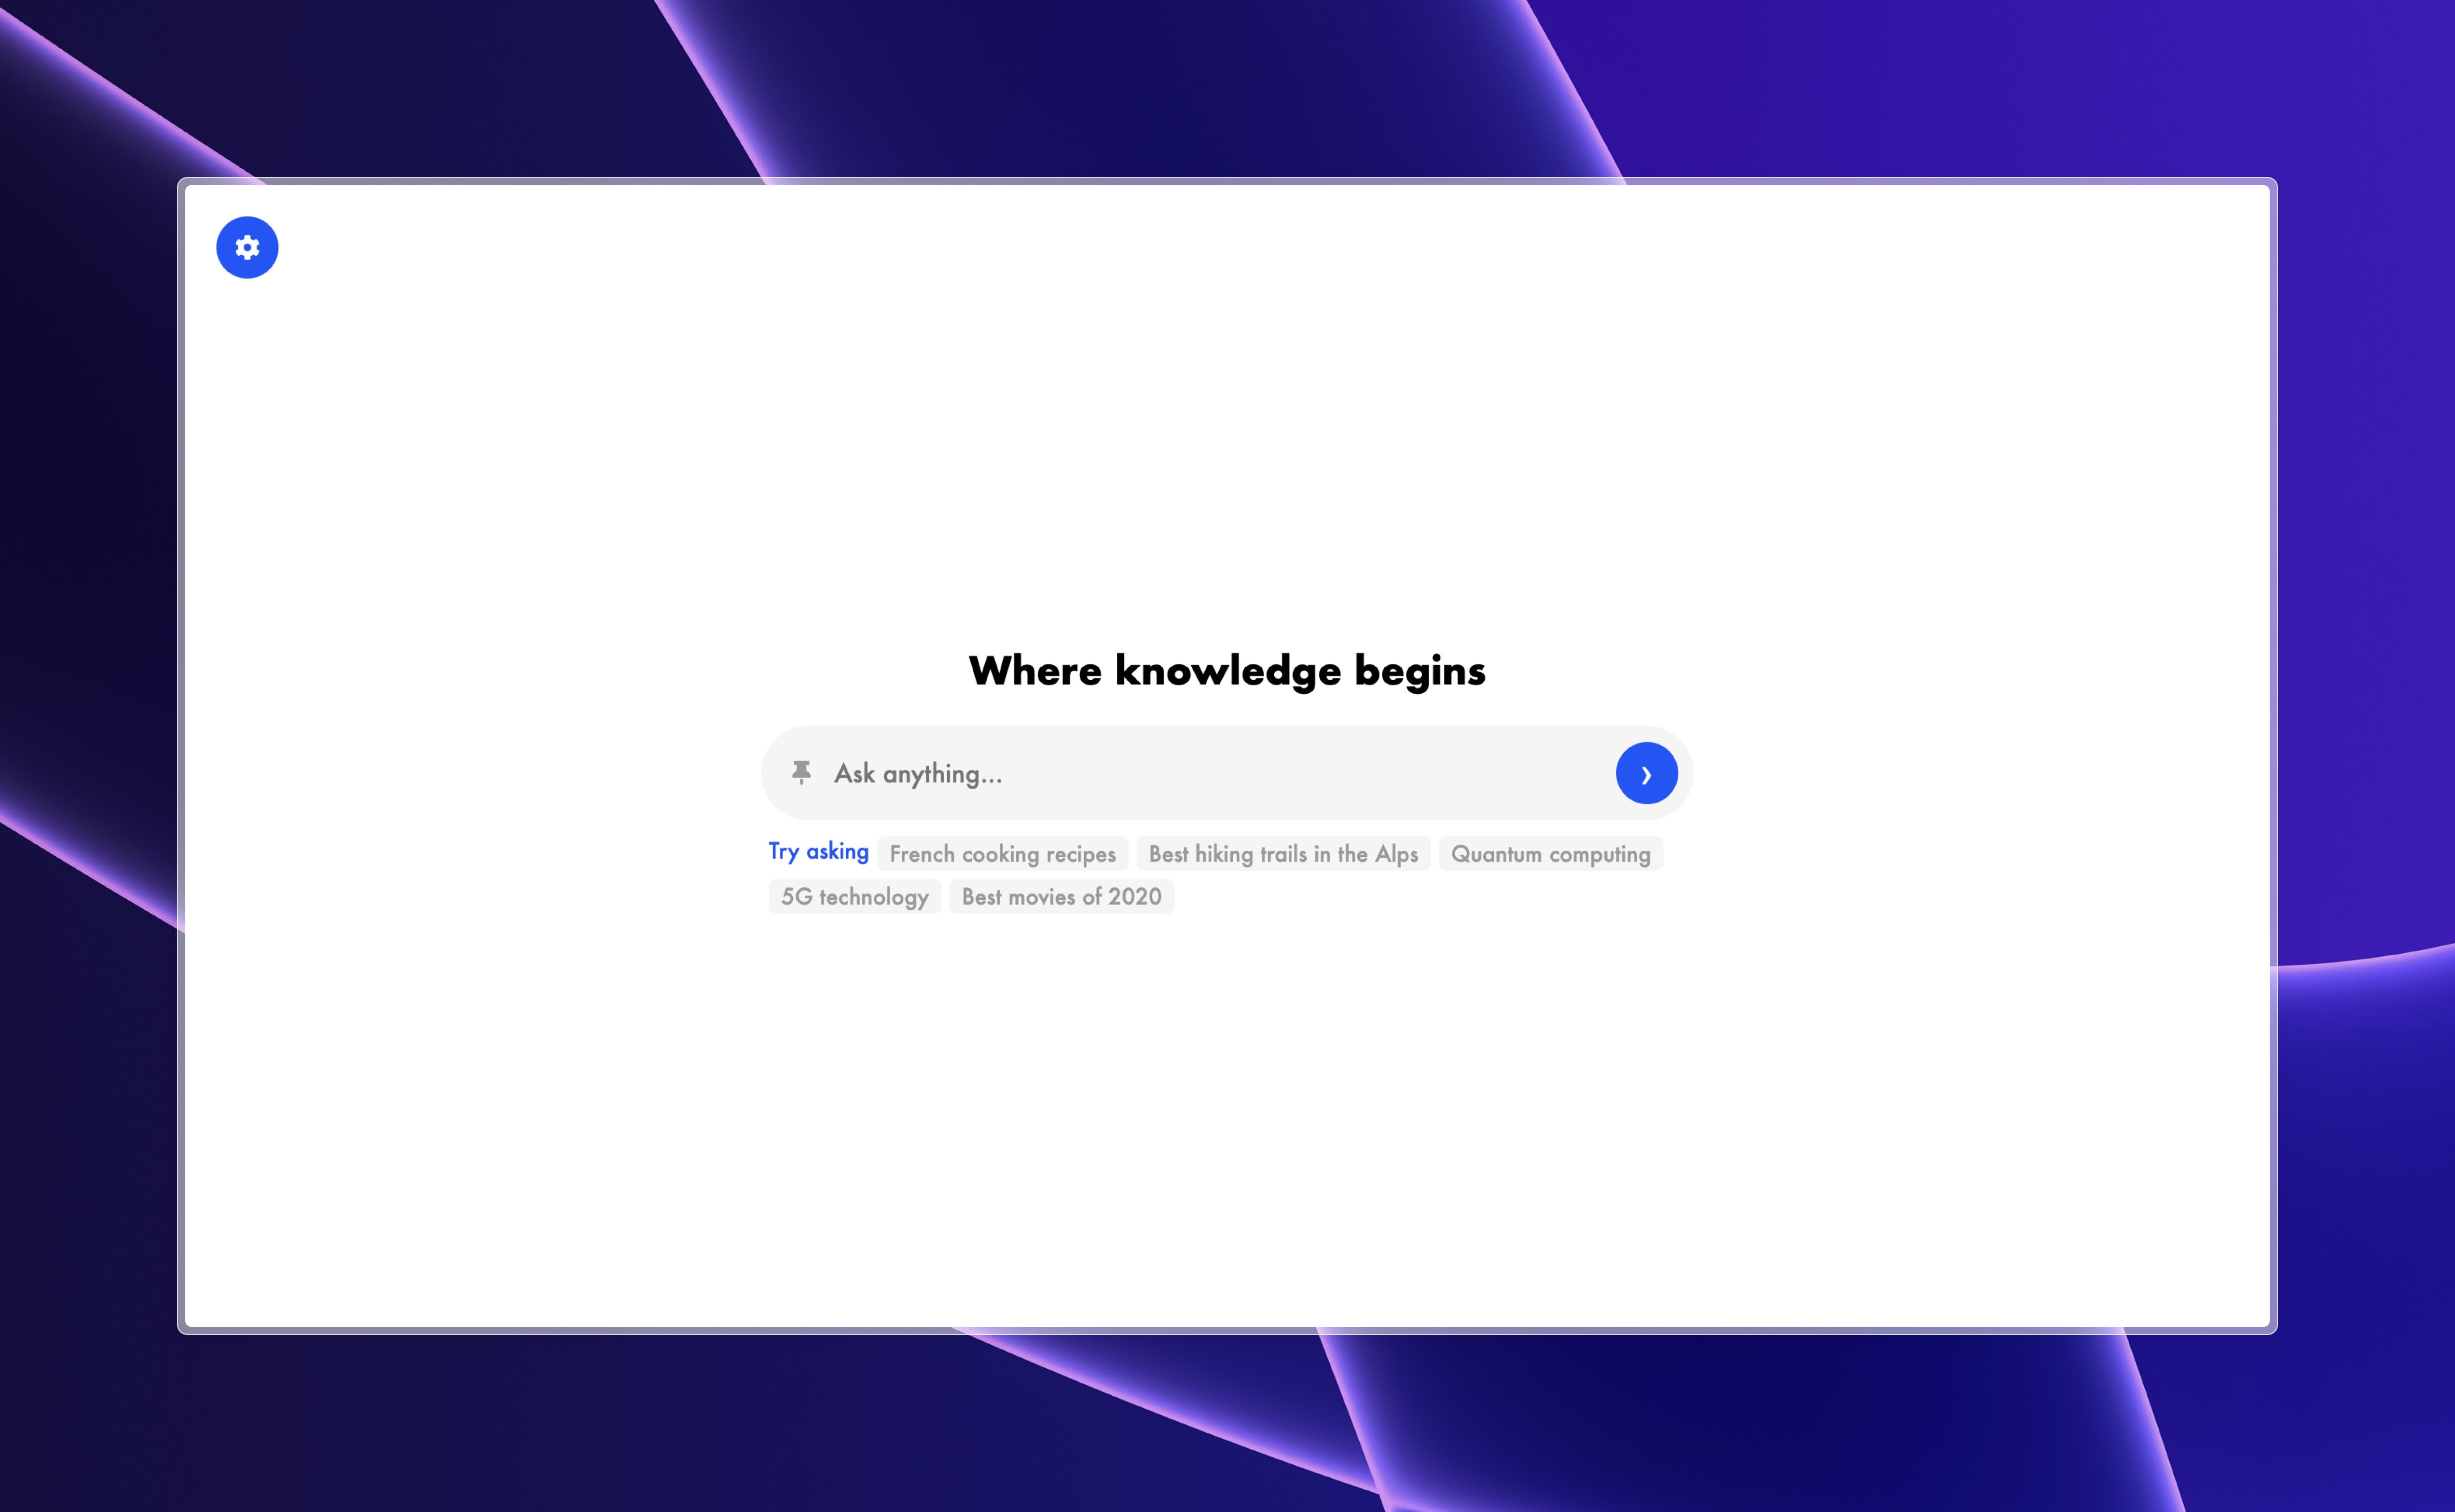 Where knowledge begins
Ask anything...
Try asking French cooking recipes Best hiking trails in the Alps Quantum computing
5G technology Best movies of 2020